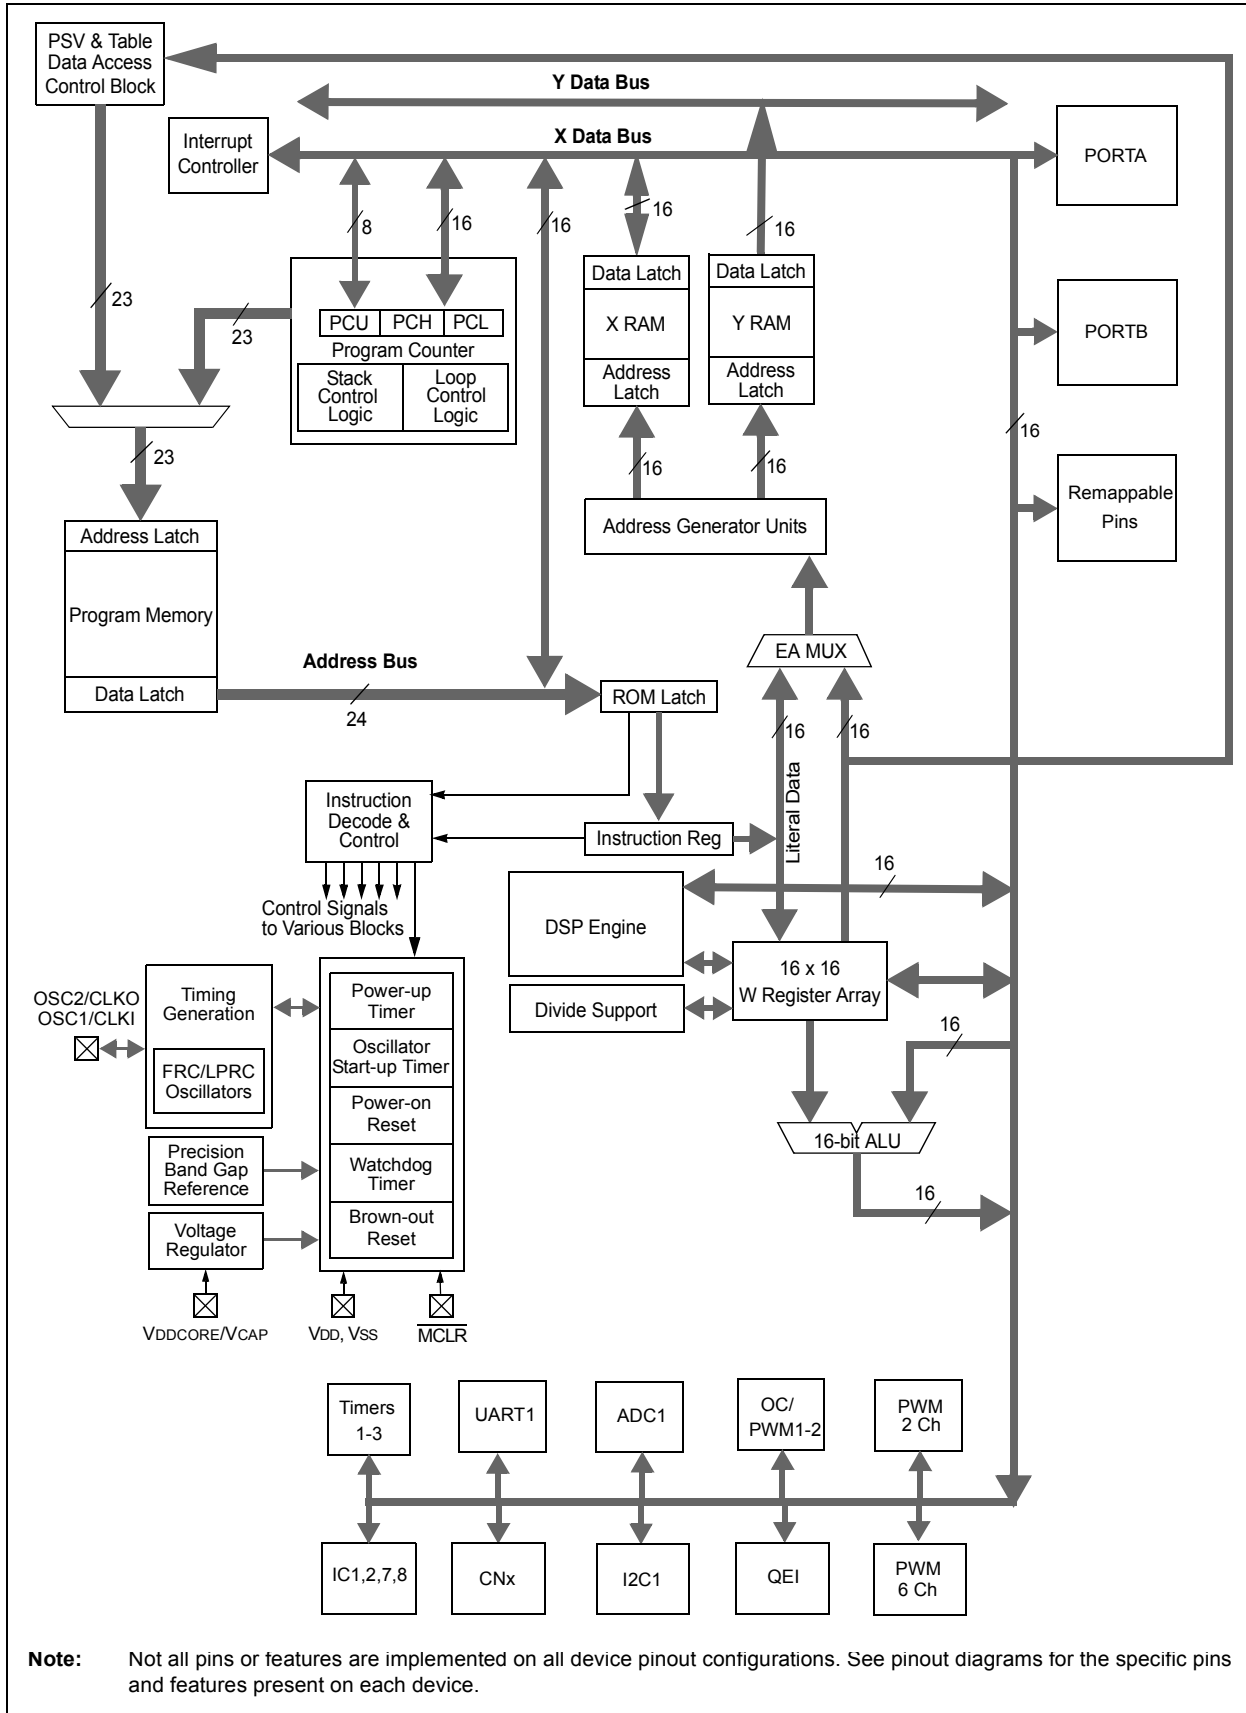 PSV & Table
Data Access
Control Block
Y Data Bus
X Data Bus
Interrupt
Controller
PORTA
8
16
16
16
16
23
23
PCU
PCH
PCL
Program Counter
Stack
Control
Logic
Loop
Control
Logic
Data Latch
X RAM
Address
Latch
Data Latch
Y RAM
Address
Latch
PORTB
16
23
16
16
Address Generator Units
Remappable
Pins
Address Latch
Program Memory
Data Latch
Address Bus
24
EA MUX
ROM Latch
16
16
Literal Data
Instruction
Decode &
Control
Instruction Reg
16
Control Signals
to Various Blocks
DSP Engine
16 x 16
W Register Array
Divide Support
OSC2/CLKO
OSC1/CLKI
Timing
Generation
FRC/LPRC
Oscillators
Power-up
Timer
Oscillator
Start-up Timer
Power-on
Reset
Watchdog
Timer
Brown-out
Reset
16
16-bit ALU
16
Precision
Band Gap
Reference
Voltage
Regulator
VDDCORE/VCAP
VDD, VSS
MCLR
Timers
1-3
UART1
ADC1
OC/
PWM1-2
PWM
2 Ch
IC1,2,7,8
CNx
I2C1
QEI
PWM
6 Ch
Note: Not all pins or features are implemented on all device pinout configurations. See pinout diagrams for the specific pins
and features present on each device.